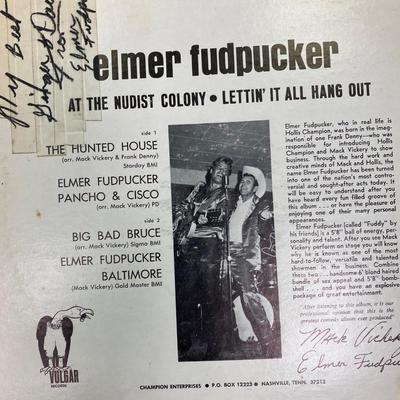 My Best
elmer fudpucker
AT THE NUDIST COLONY • LETTIN' IT ALL HANG OUT
side 1
THE HUNTED HOUSE
(arr. Mack Vickery & Frank Denny)
Starday BMI
ELMER FUDPUCKER
PANCHO & CISCO
(arr. Mack Vickery) PD
side 2
BIG BAD BRUCE
(arr. Mack Vickery) Sigma BMI
ELMER FUDPUCKER
BALTIMORE
(Mack Vickery) Gold Master BMI
Elmer Fudpucker, who in real life is
Hollis Champion, was born in the imag-
ination of one Frank Denny—who was
responsible for introducing Hollis
Champion and Mack Vickery to show
business. Through the hard work and
creative minds of Mack and Hollis, the
name Elmer Fudpucker has been turned
into one of the nation's most contro-
versial and sought-after acts today. It
will be easy to understand after you
have heard every fun filled groove of
this album . . . or have the pleasure of
enjoying one of their many personal
appearances.
Elmer Fudpucker (called "Fuddy" by
his friends) is a 5'8" ball of energy, per-
sonality and talent. After you see Mack
Vickery perform on stage you will know
why he is known as one of the most
hard-to-follow, versatile and talented
showmen in the business. Combine
these two . . . handsome 6' blond haired
bundle of sex appeal and 5'8" bomb-
shell . . . and you have an explosive
package of great entertainment.
"After listening to this album, it is our
professional opinion that this is the
greatest comedy album ever produced"
Mack Vicker
Elmer Fudpu
VULGAR
RECORDS
CHAMPION ENTERPRISES • P.O. BOX 12223 • NASHVILLE, TENN. 37212